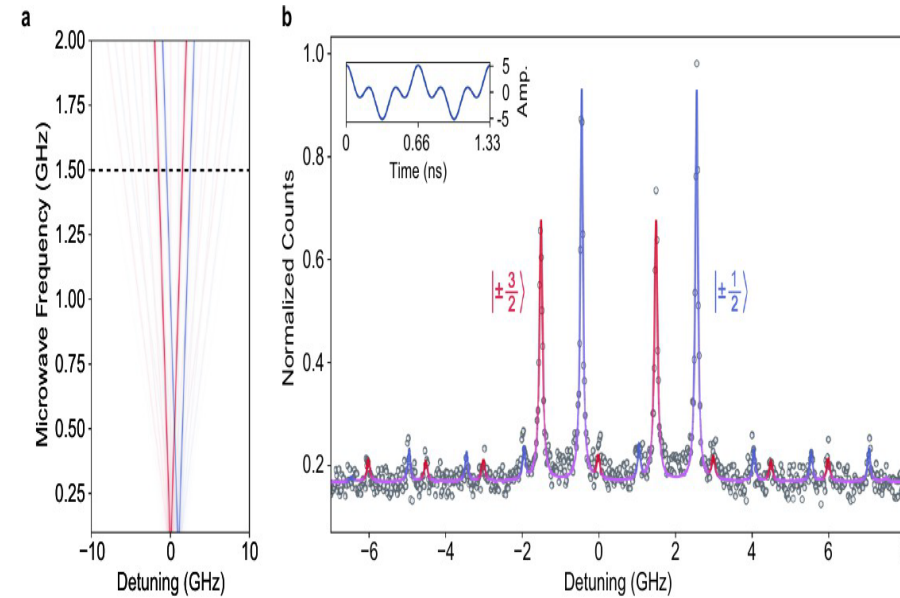 a
Microwave Frequency (GHz)
2.00
1.75
1.50
1.25
1.00
0.75
0.50
0.25
−10 0 10
Detuning (GHz)
b
Normalized Counts
1.0
0.8
0.6
0.4
0.2
−6 −4 −2 0 2 4 6
Detuning (GHz)
5
0
-5
Amp.
0 0.66 1.33
Time (ns)
|±3/2⟩
|±1/2⟩